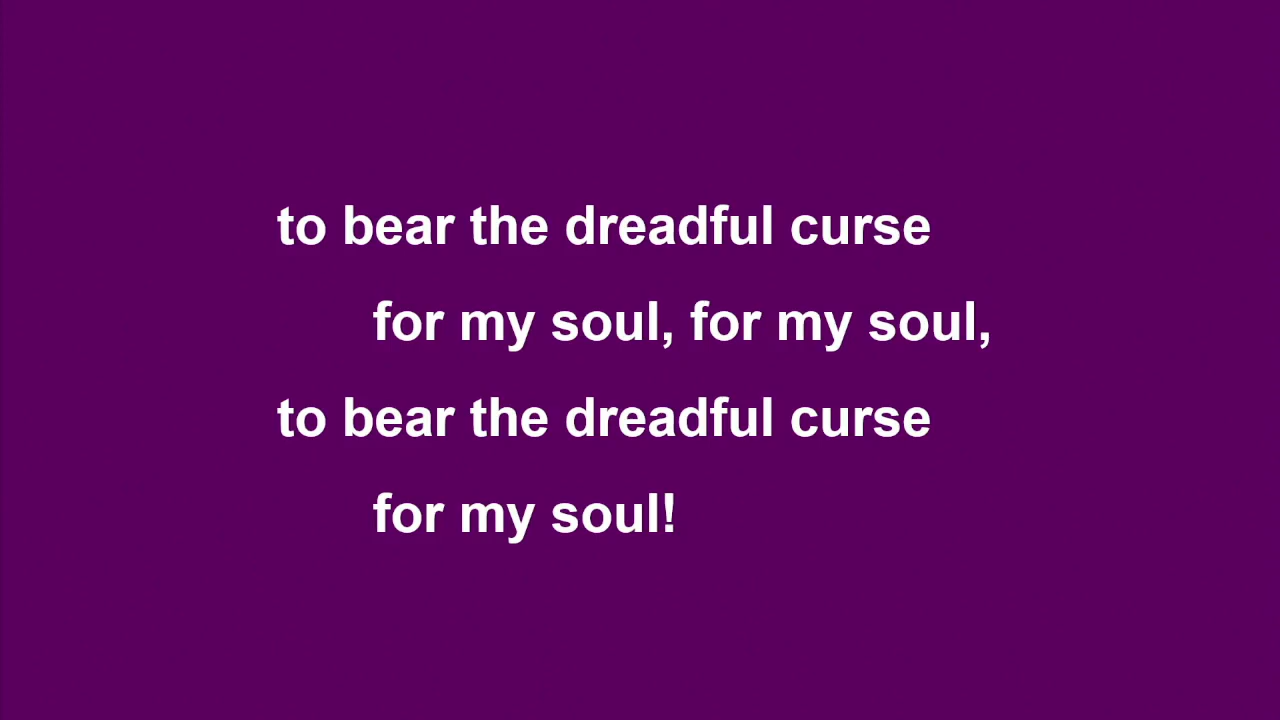 to bear the dreadful curse
for my soul, for my soul,
to bear the dreadful curse
for my soul!